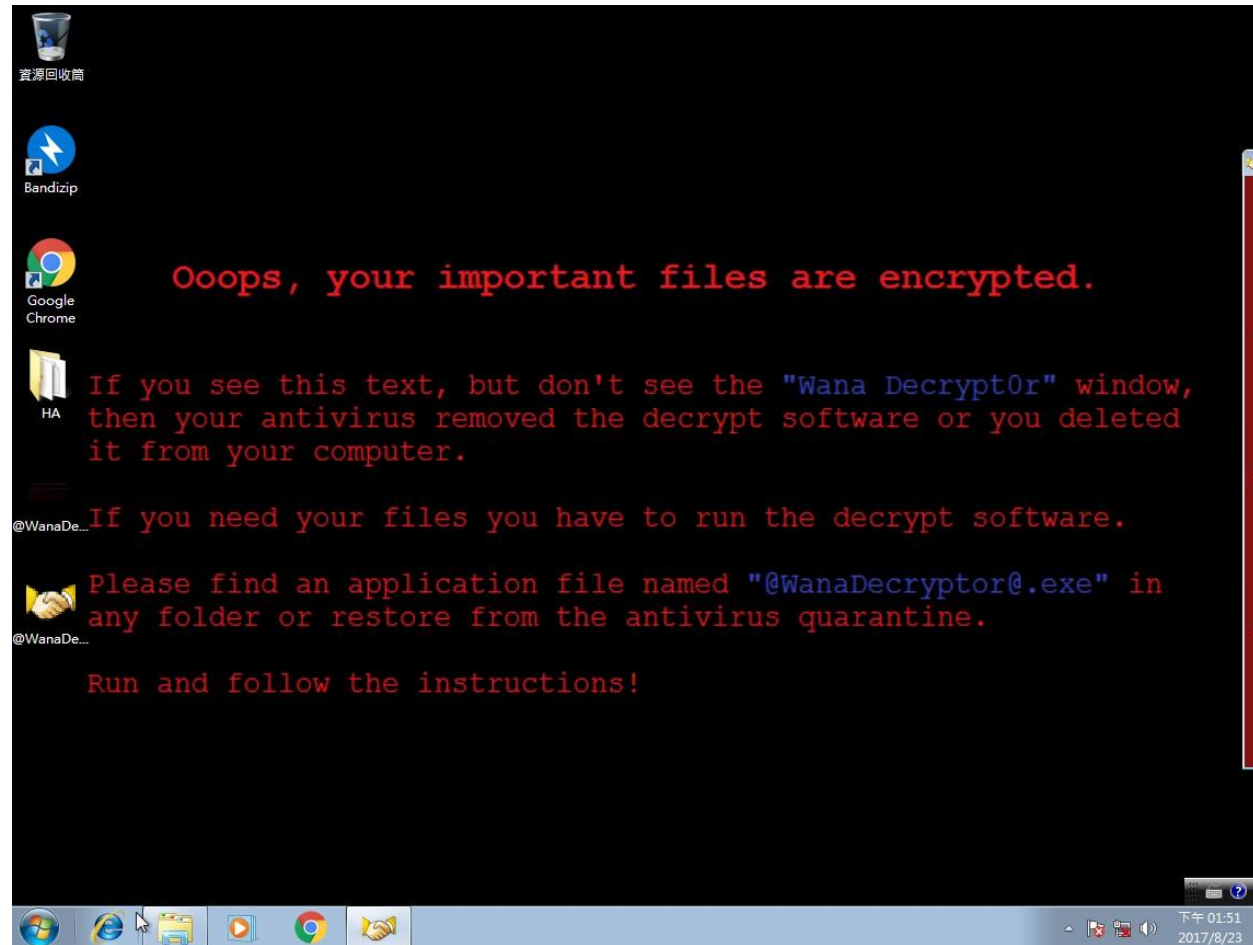 資源回收筒
Bandizip
Google
Chrome
HA
@WanaDe...
@WanaDe...
Ooops, your important files are encrypted.
If you see this text, but don't see the "Wana Decrypt0r" window,
then your antivirus removed the decrypt software or you deleted
it from your computer.
If you need your files you have to run the decrypt software.
Please find an application file named "@WanaDecryptor@.exe" in
any folder or restore from the antivirus quarantine.
Run and follow the instructions!
下午 01:51
2017/8/23